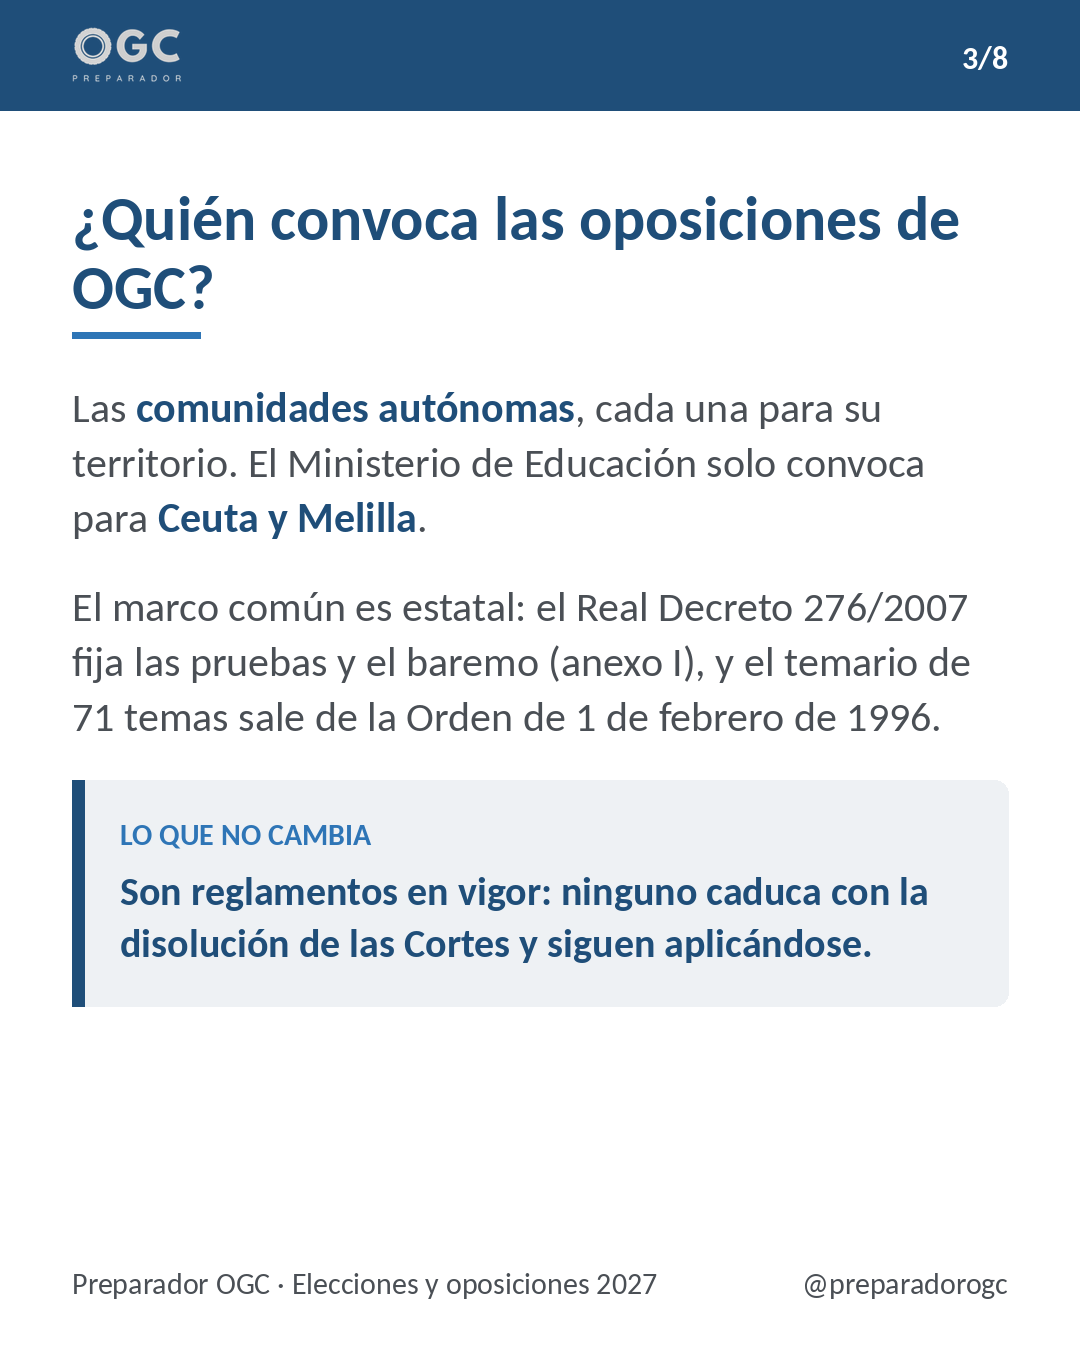 OGC
PREPARADOR
3/8
¿Quién convoca las oposiciones de
OGC?
Las comunidades autónomas, cada una para su
territorio. El Ministerio de Educación solo convoca
para Ceuta y Melilla.
El marco común es estatal: el Real Decreto 276/2007
fija las pruebas y el baremo (anexo I), y el temario de
71 temas sale de la Orden de 1 de febrero de 1996.
LO QUE NO CAMBIA
Son reglamentos en vigor: ninguno caduca con la
disolución de las Cortes y siguen aplicándose.
Preparador OGC · Elecciones y oposiciones 2027
@preparadorogc